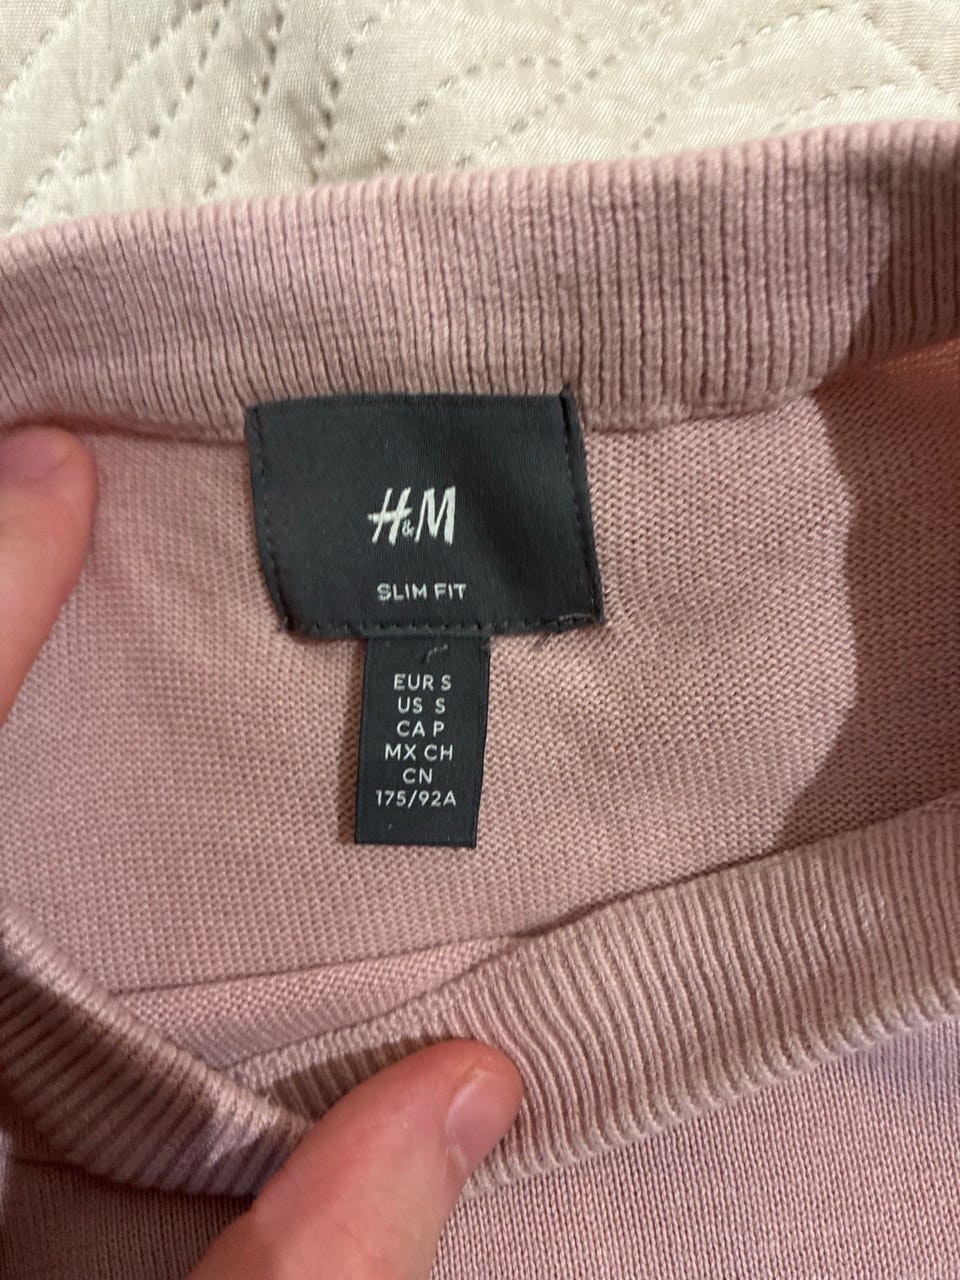 H&M
SLIM FIT
EUR S
US S
CA P
MX CH
CN
175/92A